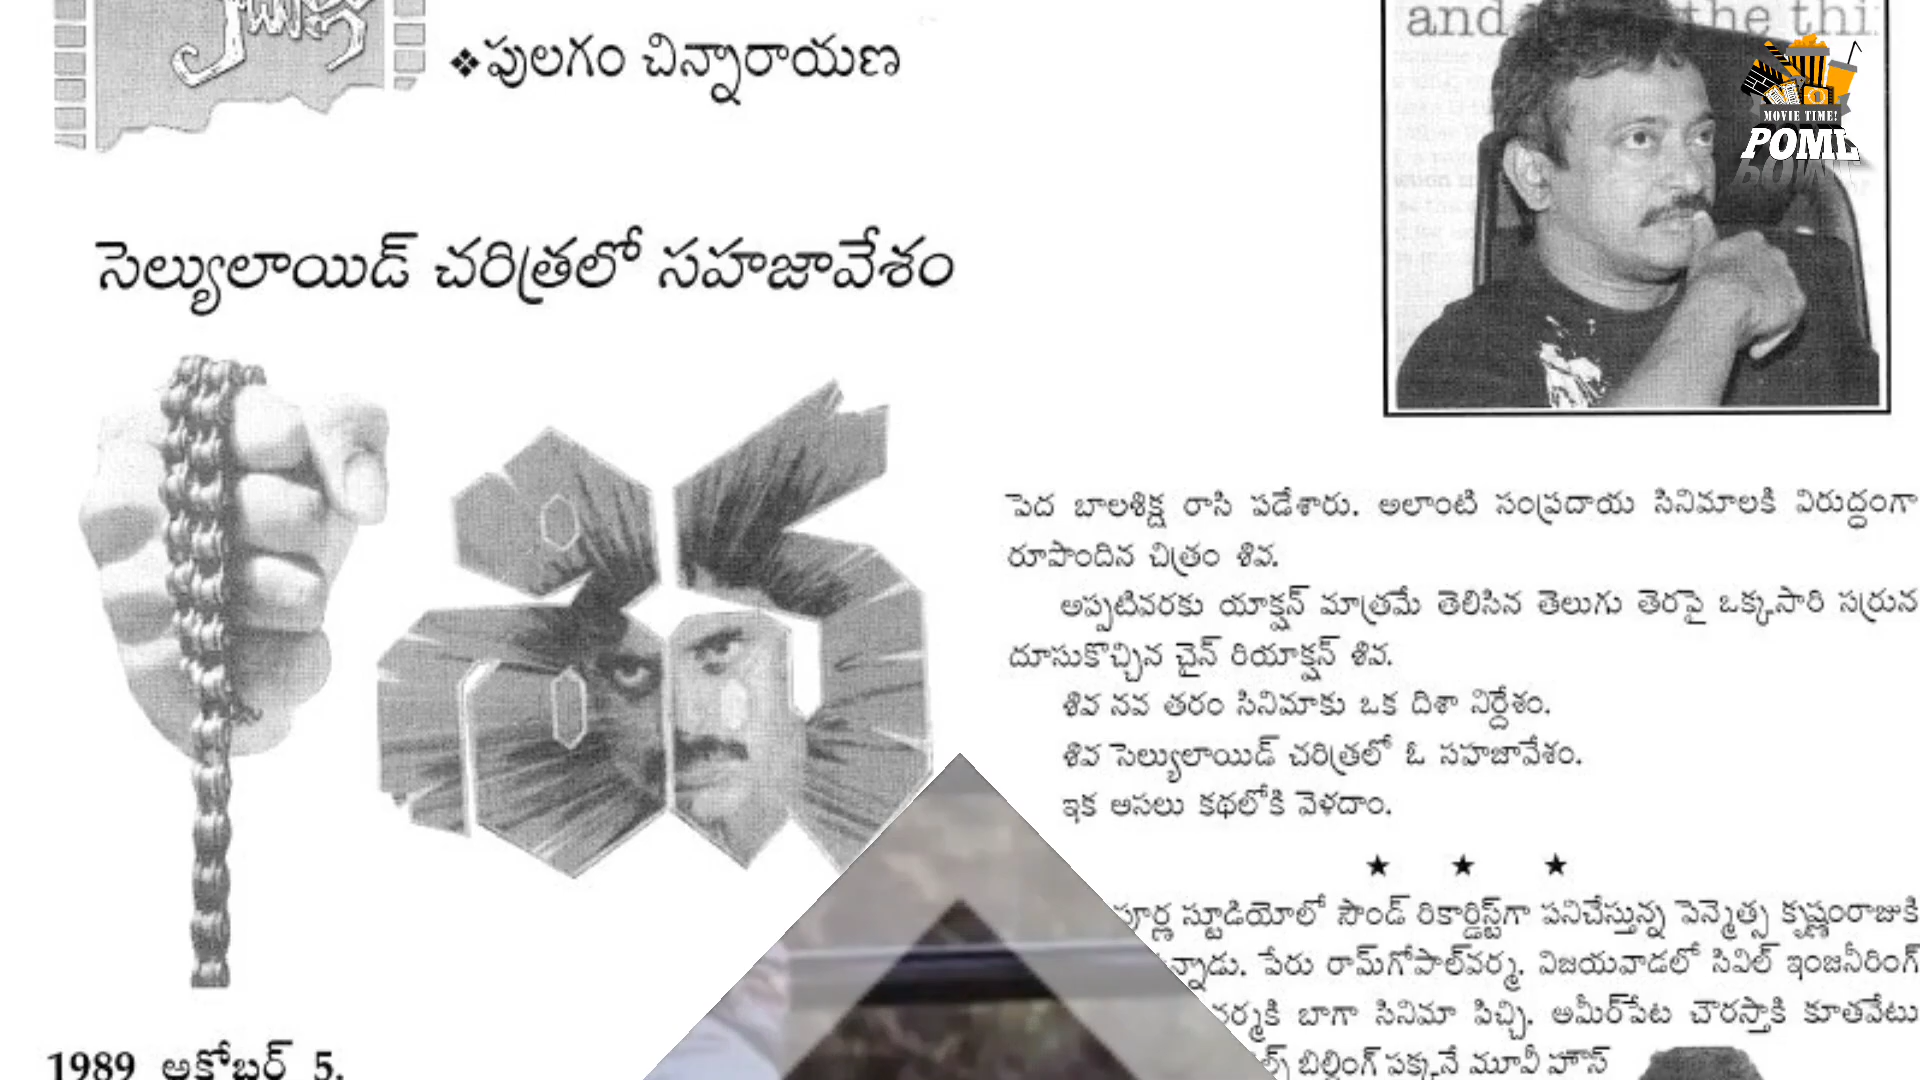 ❖పులగం చిన్నారాయణ
సెల్యులాయిడ్ చరిత్రలో సహజావేశం
1989 అక్టోబర్ 5.
and the thi
MOVIE TIME!
POML
పెద బాలశిక్ష రాసి పడేశారు. అలాంటి సంప్రదాయ సినిమాలకి విరుద్ధంగా
రూపొందిన చిత్రం శివ.
అప్పటివరకు యాక్షన్ మాత్రమే తెలిసిన తెలుగు తెరపై ఒక్కసారి సర్రున
దూసుకొచ్చిన చైన్ రియాక్షన్ శివ.
శివ నవ తరం సినిమాకు ఒక దిశా నిర్దేశం.
శివ సెల్యులాయిడ్ చరిత్రలో ఓ సహజావేశం.
ఇక అసలు కథలోకి వెళదాం.
★ ★ ★
పూర్ణ స్టూడియోలో సౌండ్ రికార్డిస్ట్‌గా పనిచేస్తున్న పెన్మెత్స కృష్ణంరాజుకి
న్నాడు. పేరు రామ్‌గోపాల్‌వర్మ. విజయవాడలో సివిల్ ఇంజనీరింగ్
వర్మకి బాగా సినిమా పిచ్చి. అమీర్‌పేట చౌరస్తాకి కూతవేటు
ల్స్ బిల్డింగ్ పక్కనే మూవీ హౌస్